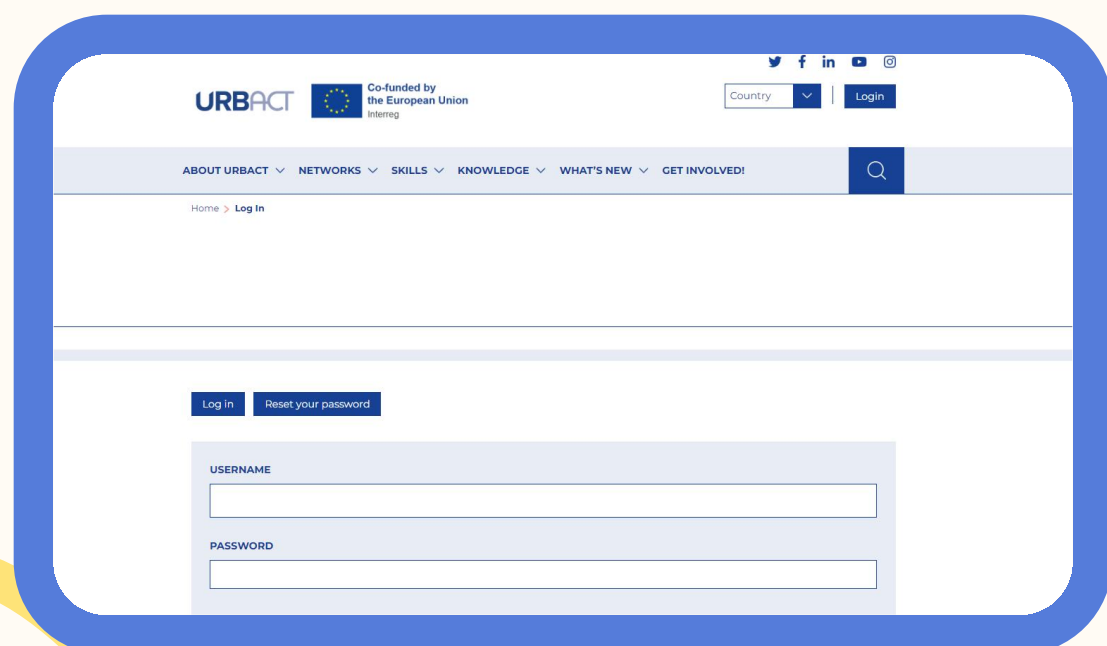 URBACT
Co-funded by
the European Union
Interreg
Country
Login
ABOUT URBACT NETWORKS SKILLS KNOWLEDGE WHAT'S NEW GET INVOLVED!
Home > Log In
Log in Reset your password
USERNAME
PASSWORD